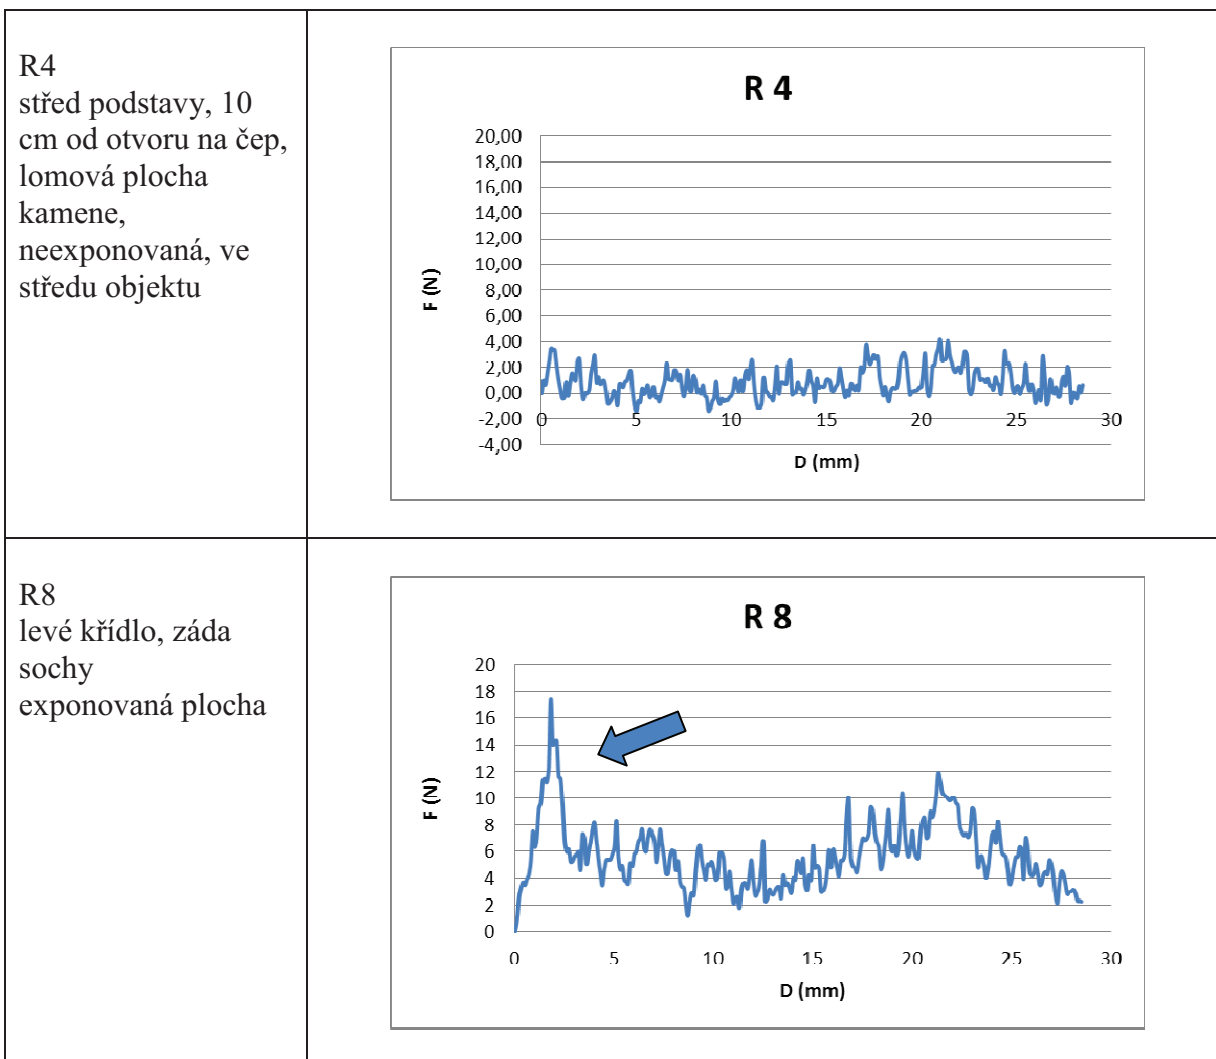 R4
střed podstavy, 10
cm od otvoru na čep,
lomová plocha
kamene,
neexponovaná, ve
středu objektu
R 4
F (N)
20,00
18,00
16,00
14,00
12,00
10,00
8,00
6,00
4,00
2,00
0,00
-2,00
-4,00
0 5 10 15 20 25 30
D (mm)
R8
levé křídlo, záda
sochy
exponovaná plocha
R 8
F (N)
20
18
16
14
12
10
8
6
4
2
0
0 5 10 15 20 25 30
D (mm)